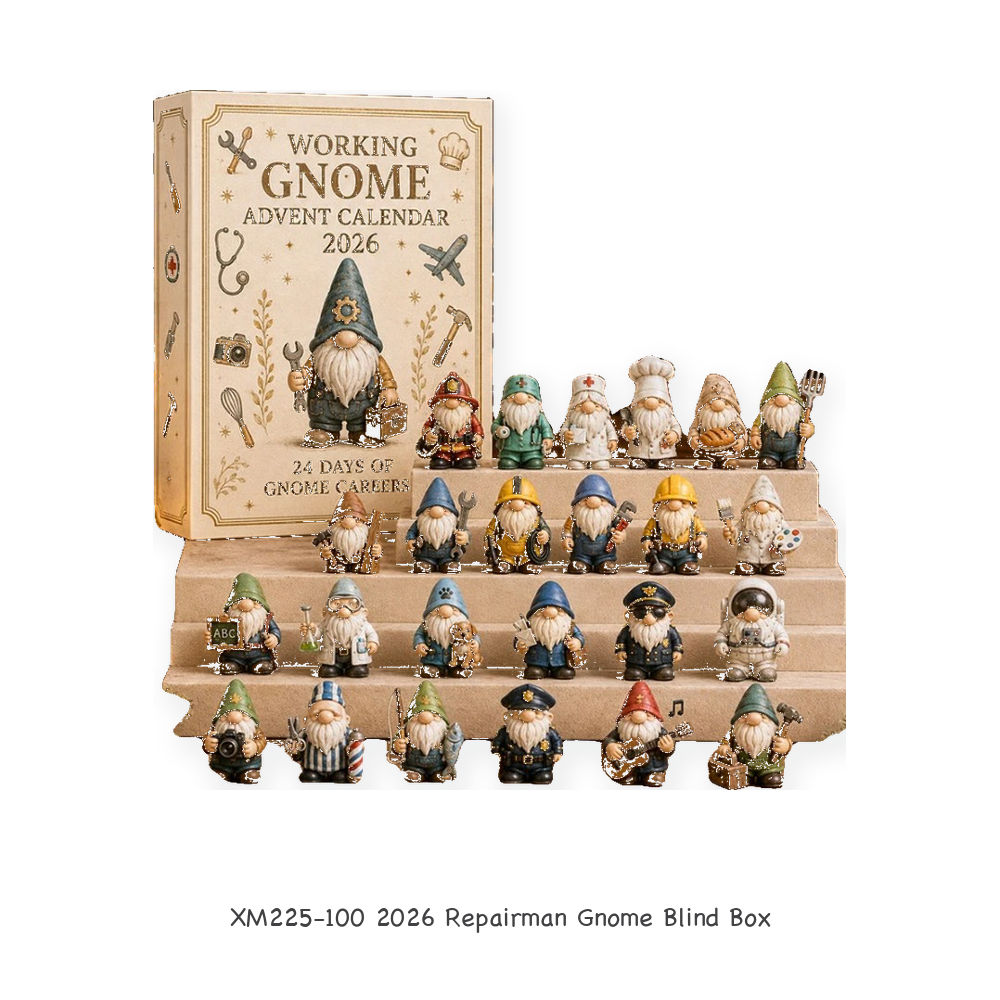 WORKING
GNOME
ADVENT CALENDAR
2026
24 DAYS OF
GNOME CAREERS
ABC
XM225-100 2026 Repairman Gnome Blind Box